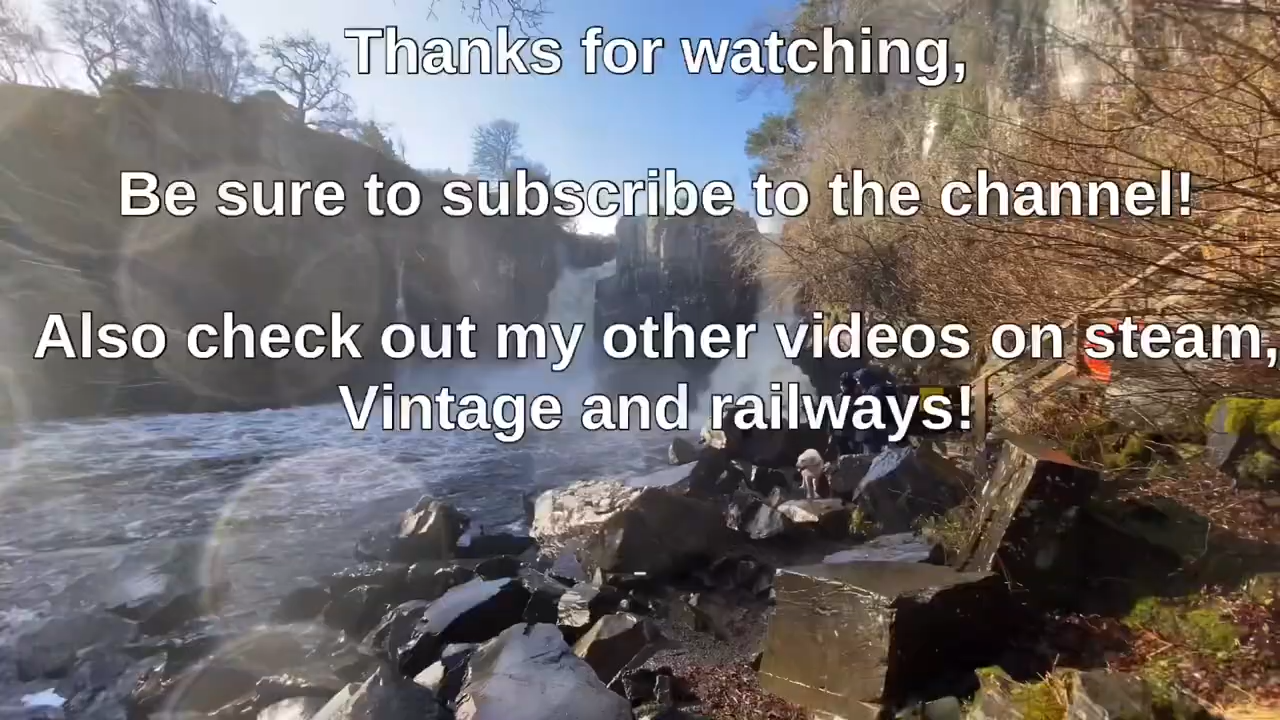 Thanks for watching,
Be sure to subscribe to the channel!
Also check out my other videos on steam,
Vintage and railways!